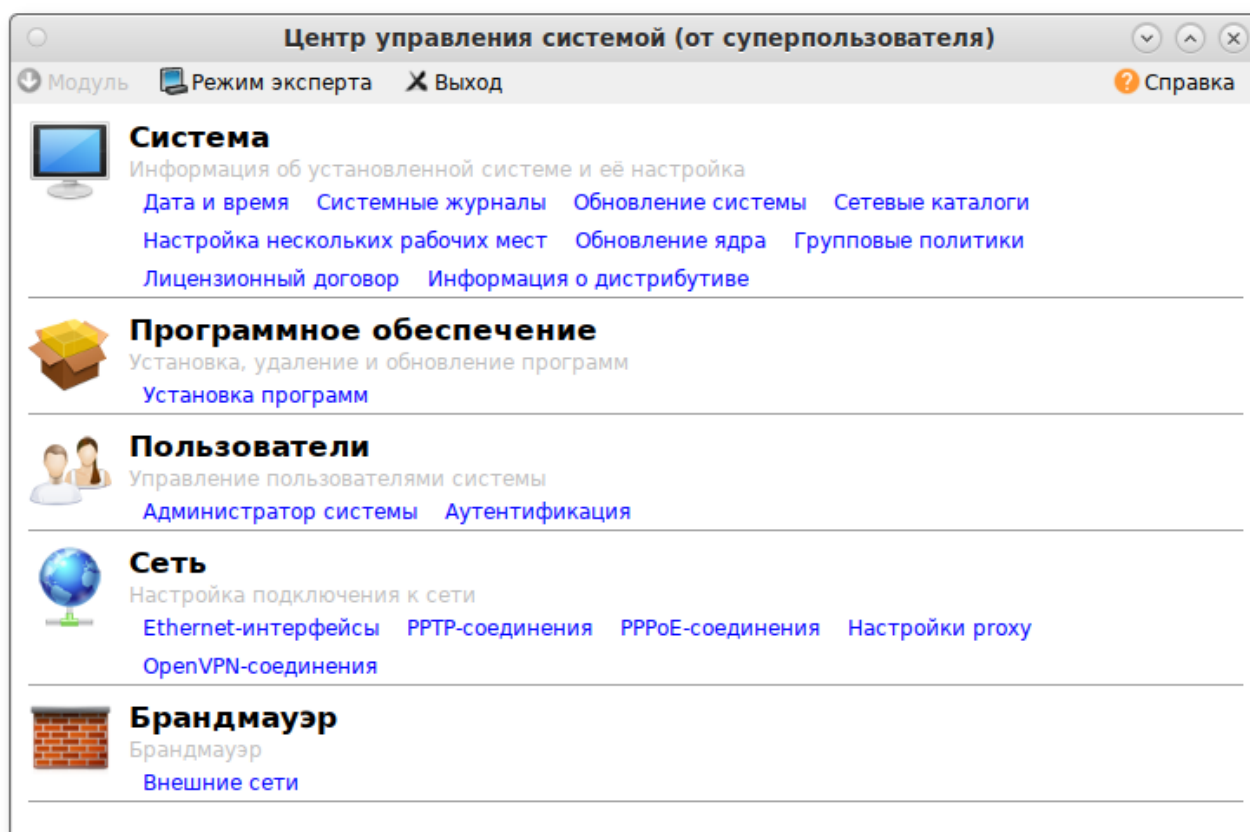 Центр управления системой (от суперпользователя)
Модуль Режим эксперта Выход Справка
Система
Информация об установленной системе и её настройка
Дата и время Системные журналы Обновление системы Сетевые каталоги
Настройка нескольких рабочих мест Обновление ядра Групповые политики
Лицензионный договор Информация о дистрибутиве
Программное обеспечение
Установка, удаление и обновление программ
Установка программ
Пользователи
Управление пользователями системы
Администратор системы Аутентификация
Сеть
Настройка подключения к сети
Ethernet-интерфейсы PPTP-соединения PPPoE-соединения Настройки proxy
OpenVPN-соединения
Брандмауэр
Брандмауэр
Внешние сети